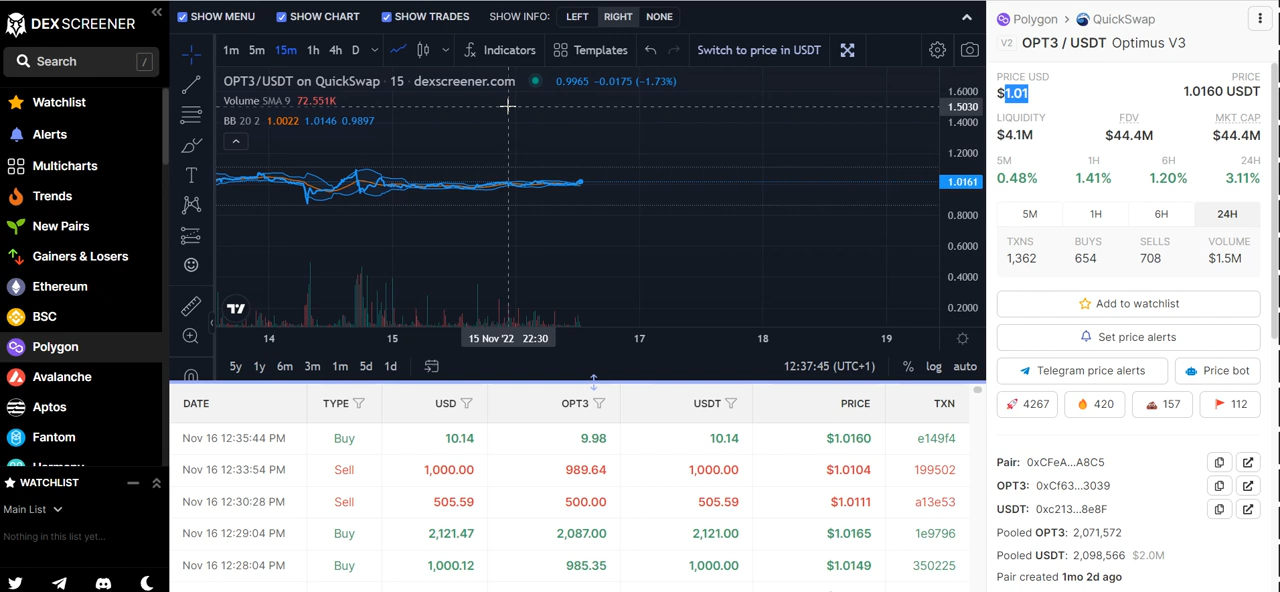 DEX SCREENER
Search /
Watchlist
Alerts
Multicharts
Trends
New Pairs
Gainers & Losers
Ethereum
BSC
Polygon
Avalanche
Aptos
Fantom
Harmony
WATCHLIST
Main List
Nothing in this list yet...
SHOW MENU SHOW CHART SHOW TRADES SHOW INFO: LEFT RIGHT NONE
1m 5m 15m 1h 4h D Indicators Templates Switch to price in USDT
OPT3/USDT on QuickSwap · 15 · dexscreener.com 0.9965 -0.0175 (-1.73%)
Volume SMA 9 72.551K
BB 20 2 1.0022 1.0146 0.9897
1.6000
1.5030
1.4000
1.2000
1.0161
0.8000
0.6000
0.4000
0.2000
14 15 15 Nov '22 22:30 17 18 19
5y 1y 6m 3m 1m 5d 1d 12:37:45 (UTC+1) % log auto
DATE TYPE USD OPT3 USDT PRICE TXN
Nov 16 12:35:44 PM Buy 10.14 9.98 10.14 $1.0160 e149f4
Nov 16 12:33:54 PM Sell 1,000.00 989.64 1,000.00 $1.0104 199502
Nov 16 12:30:28 PM Sell 505.59 500.00 505.59 $1.0111 a13e53
Nov 16 12:29:04 PM Buy 2,121.47 2,087.00 2,121.00 $1.0165 1e9796
Nov 16 12:28:04 PM Buy 1,000.12 985.35 1,000.00 $1.0149 350225
Polygon > QuickSwap
V2 OPT3 / USDT Optimus V3
PRICE USD PRICE
$1.01 1.0160 USDT
LIQUIDITY FDV MKT CAP
$4.1M $44.4M $44.4M
5M 1H 6H 24H
0.48% 1.41% 1.20% 3.11%
5M 1H 6H 24H
TXNS BUYS SELLS VOLUME
1,362 654 708 $1.5M
Add to watchlist
Set price alerts
Telegram price alerts Price bot
4267 420 157 112
Pair: 0xCFeA...A8C5
OPT3: 0xCf63...3039
USDT: 0xc213...8e8F
Pooled OPT3: 2,071,572
Pooled USDT: 2,098,566 $2.0M
Pair created 1mo 2d ago